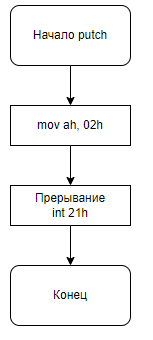 Начало putch
mov ah, 02h
Прерывание
int 21h
Конец